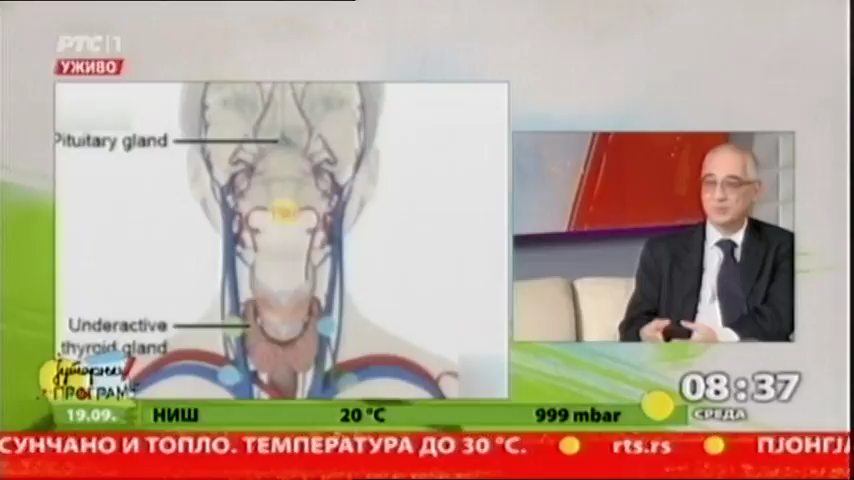 РТС|1
УЖИВО
Pituitary gland
Underactive
thyroid gland
Јутарњи
ПРОГРАМ
08:37
СРЕДА
19.09. НИШ 20 °C 999 mbar
СУНЧАНО И ТОПЛО. ТЕМПЕРАТУРА ДО 30 °C. rts.rs